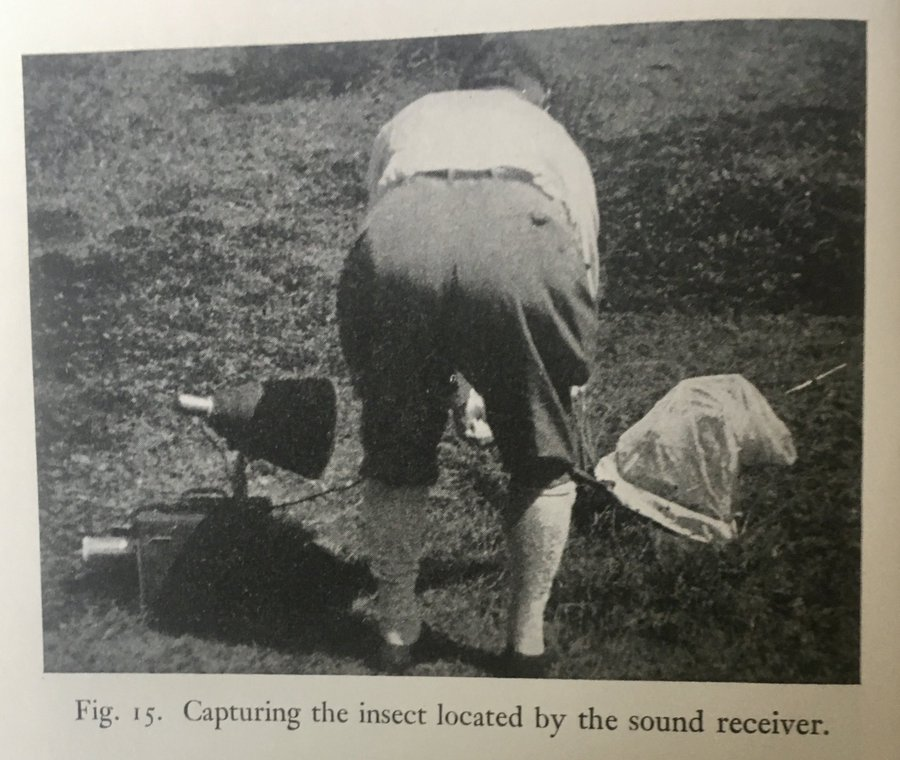 Fig. 15. Capturing the insect located by the sound receiver.